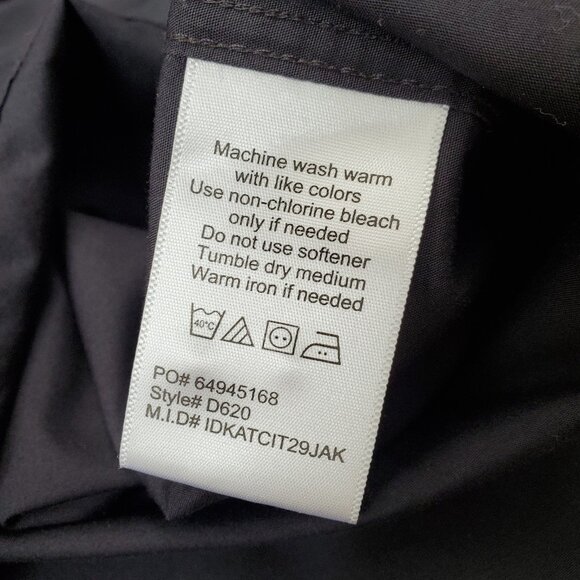 Machine wash warm
with like colors
Use non-chlorine bleach
only if needed
Do not use softener
Tumble dry medium
Warm iron if needed
40°C
PO# 64945168
Style# D620
M.I.D# IDKATCIT29JAK